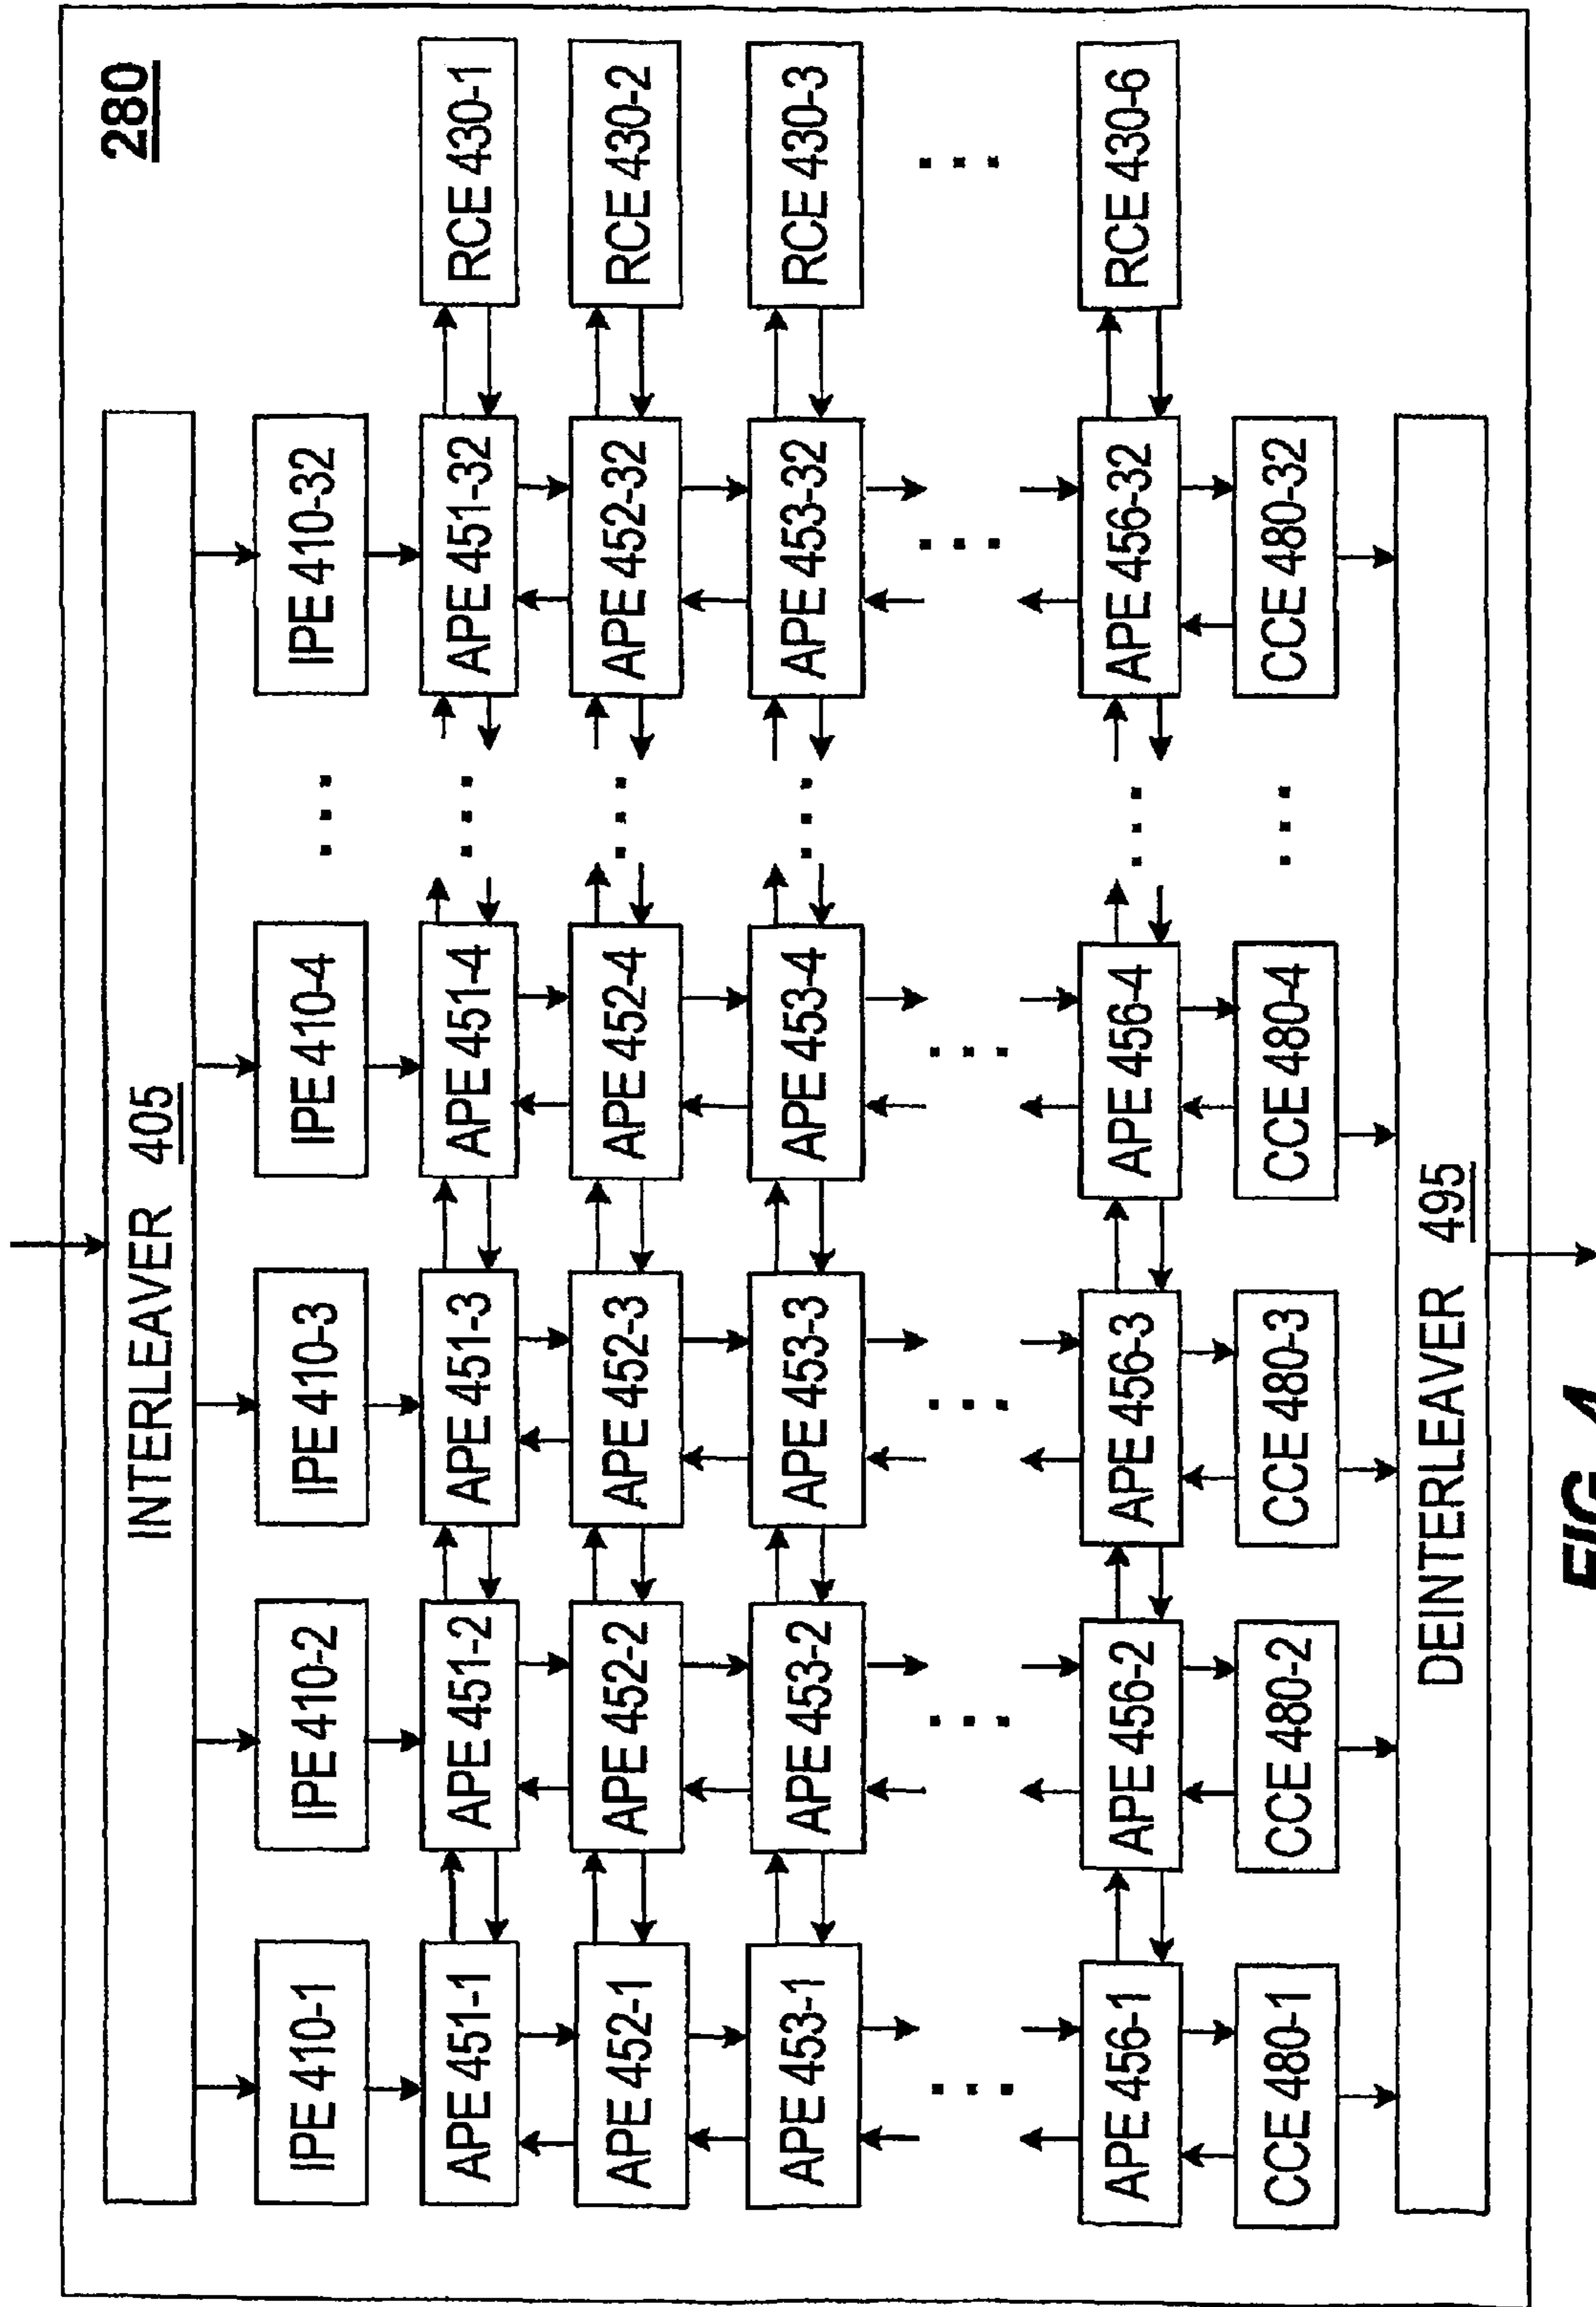 280
INTERLEAVER 405
IPE 410-1 IPE 410-2 IPE 410-3 IPE 410-4 ... IPE 410-32
APE 451-1 APE 451-2 APE 451-3 APE 451-4 ... APE 451-32 RCE 430-1
APE 452-1 APE 452-2 APE 452-3 APE 452-4 ... APE 452-32 RCE 430-2
APE 453-1 APE 453-2 APE 453-3 APE 453-4 ... APE 453-32 RCE 430-3
... ... ... ... ... ...
APE 456-1 APE 456-2 APE 456-3 APE 456-4 ... APE 456-32 RCE 430-6
CCE 480-1 CCE 480-2 CCE 480-3 CCE 480-4 ... CCE 480-32
DEINTERLEAVER 495
FIG. 4